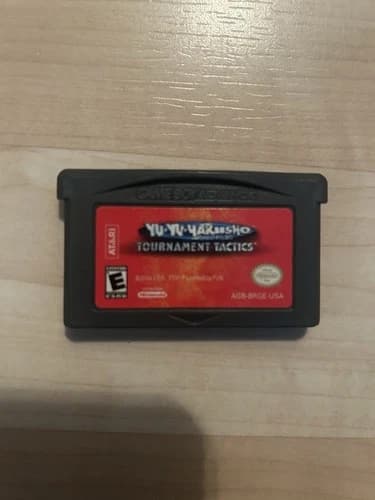 GAME BOY ADVANCE
ATARI
YU-YU-HAKUSHO
TOURNAMENT TACTICS
E
Nintendo
AGB-BRGE-USA